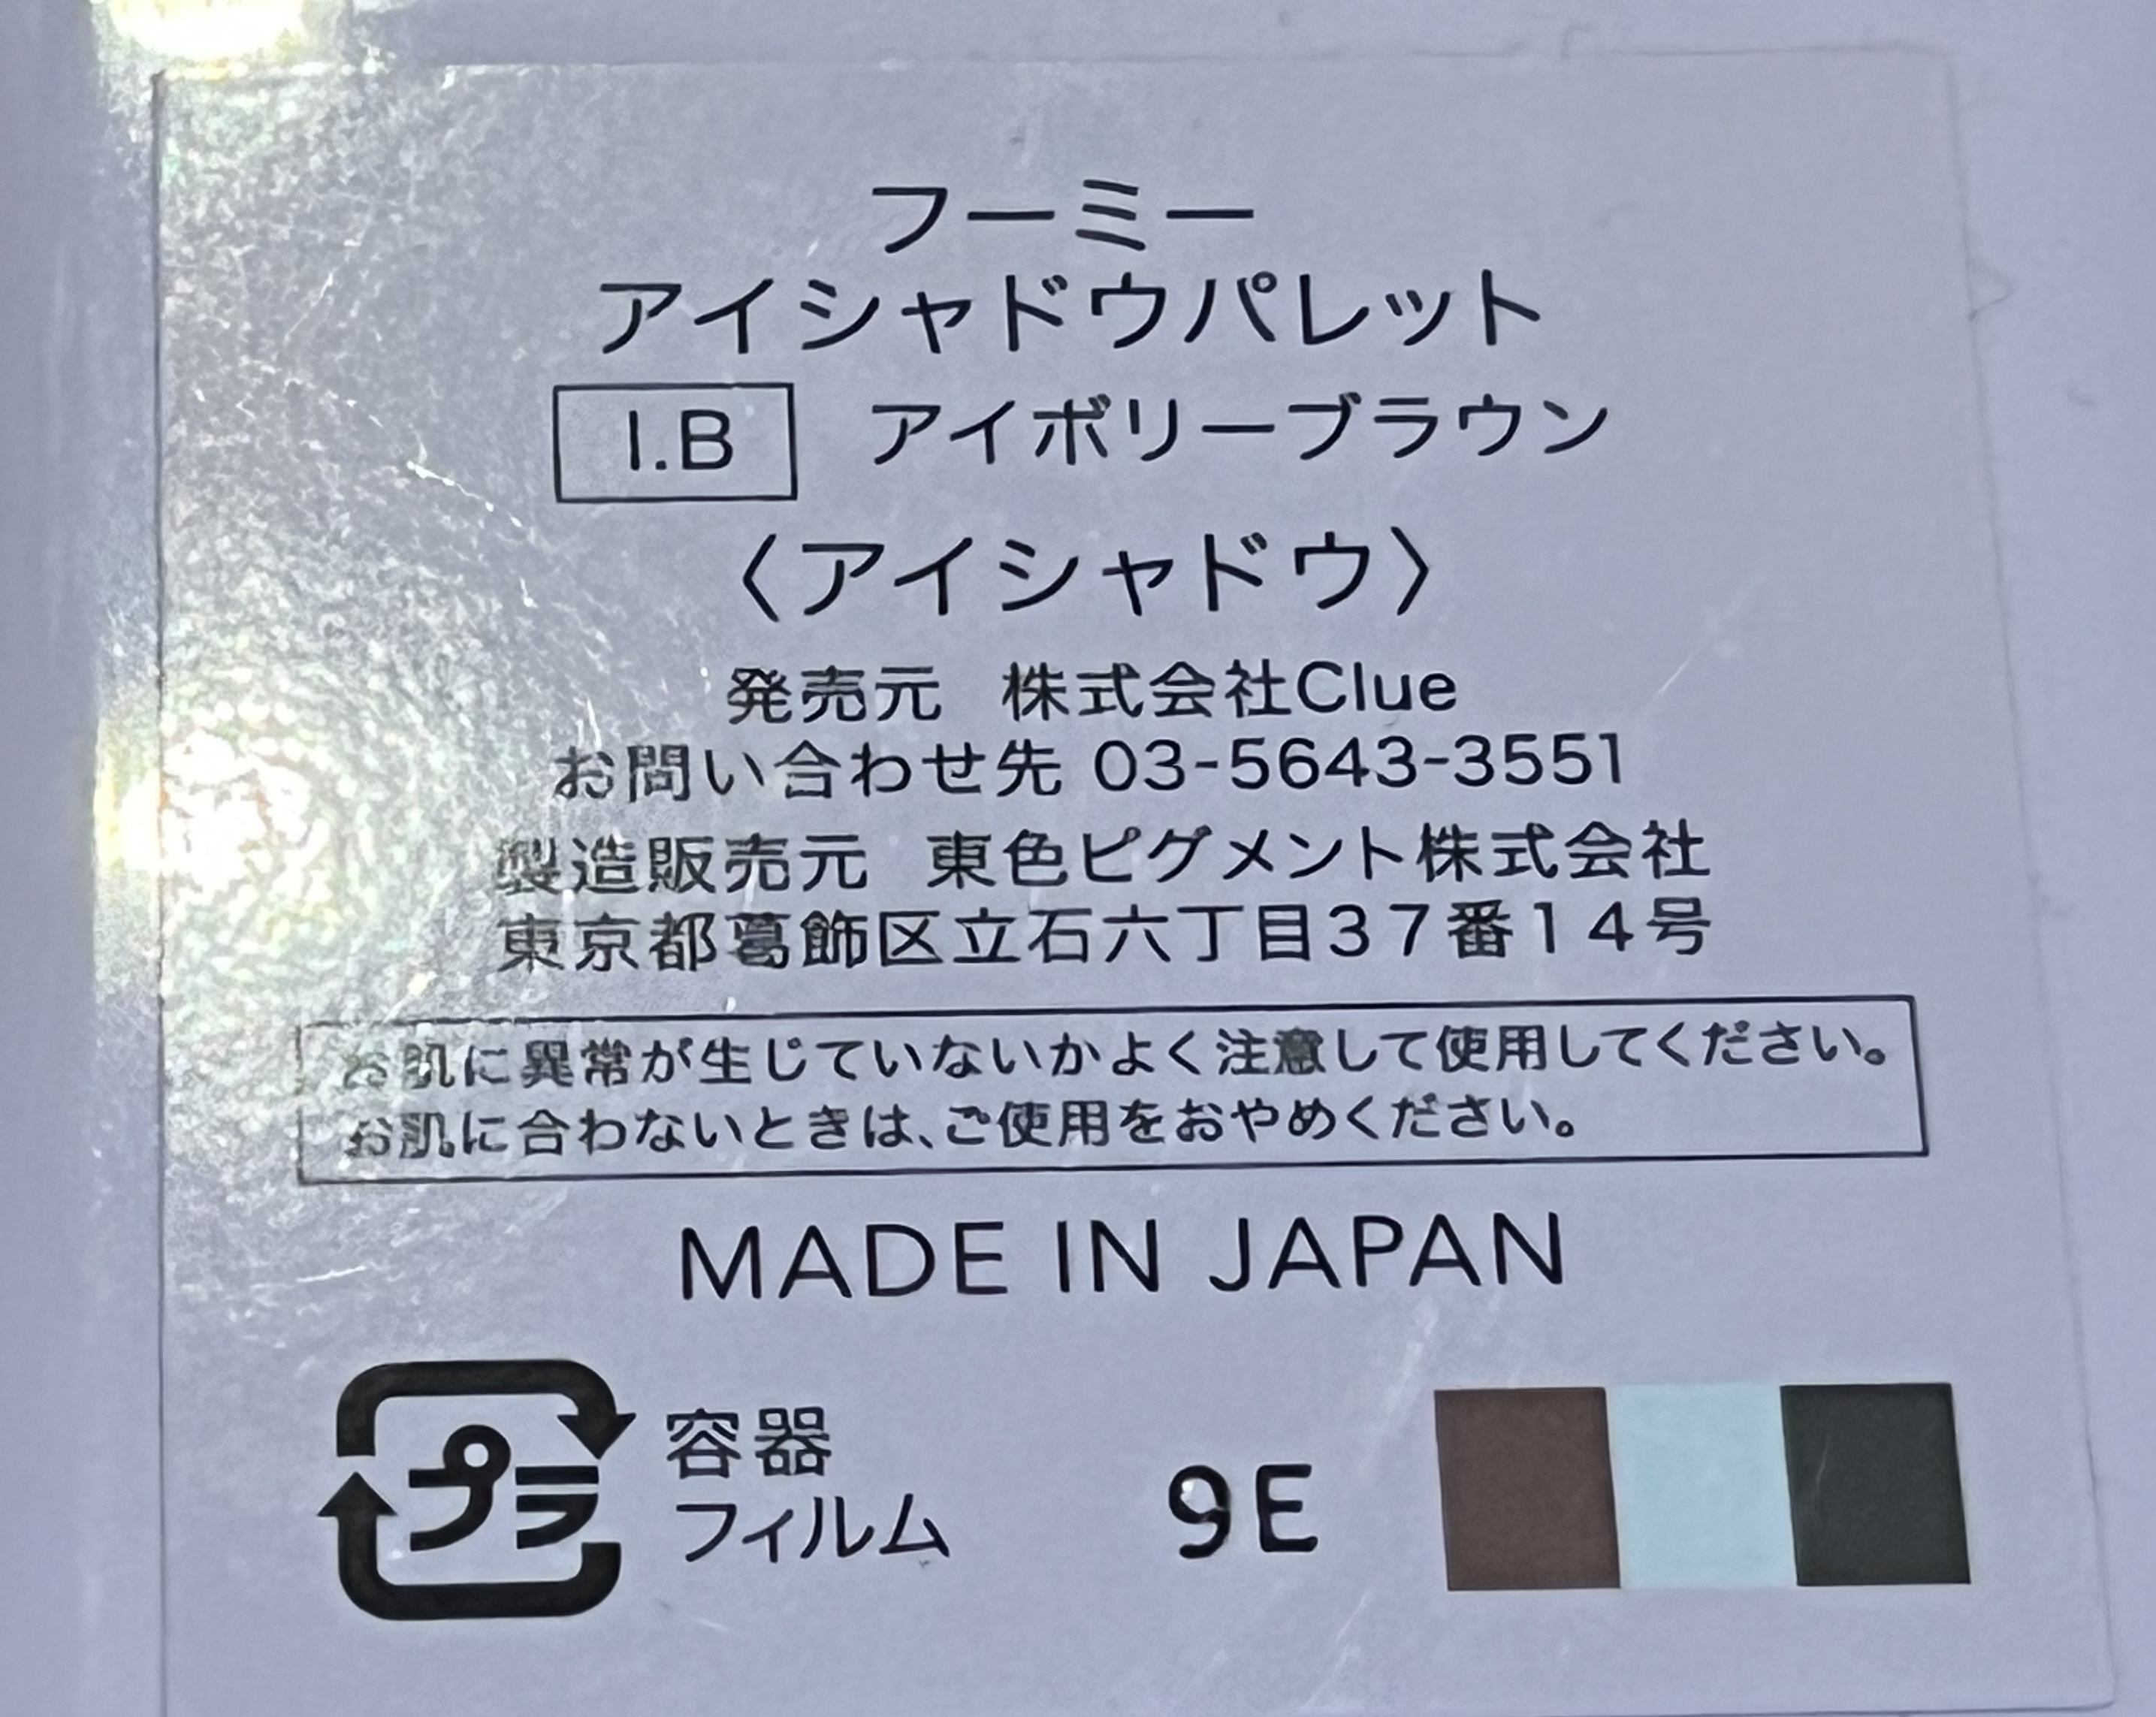 フーミー
アイシャドウパレット
I.B アイボリーブラウン
〈アイシャドウ〉
発売元 株式会社Clue
お問い合わせ先 03-5643-3551
製造販売元 東色ピグメント株式会社
東京都葛飾区立石六丁目37番14号
お肌に異常が生じていないかよく注意して使用してください。
お肌に合わないときは、ご使用をおやめください。
MADE IN JAPAN
プラ 容器
フィルム
9E